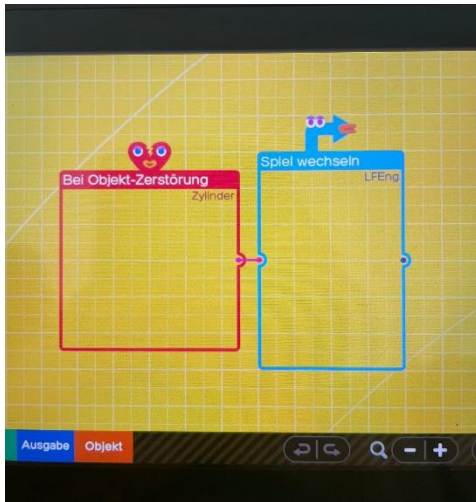 Bei Objekt-Zerstörung
Zylinder
Spiel wechseln
LFEng
Ausgabe
Objekt